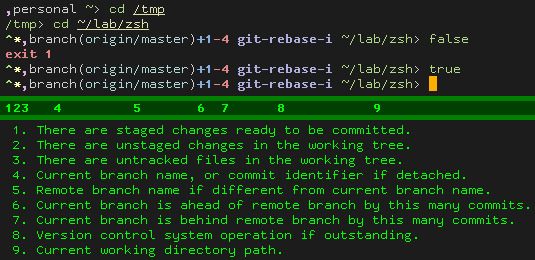 ,personal ~> cd /tmp
/tmp> cd ~/lab/zsh
^*,branch(origin/master)+1-4 git-rebase-i ~/lab/zsh> false
exit 1
^*,branch(origin/master)+1-4 git-rebase-i ~/lab/zsh> true
^*,branch(origin/master)+1-4 git-rebase-i ~/lab/zsh>
123 4 5 6 7 8 9
1. There are staged changes ready to be committed.
2. There are unstaged changes in the working tree.
3. There are untracked files in the working tree.
4. Current branch name, or commit identifier if detached.
5. Remote branch name if different from current branch name.
6. Current branch is ahead of remote branch by this many commits.
7. Current branch is behind remote branch by this many commits.
8. Version control system operation if outstanding.
9. Current working directory path.